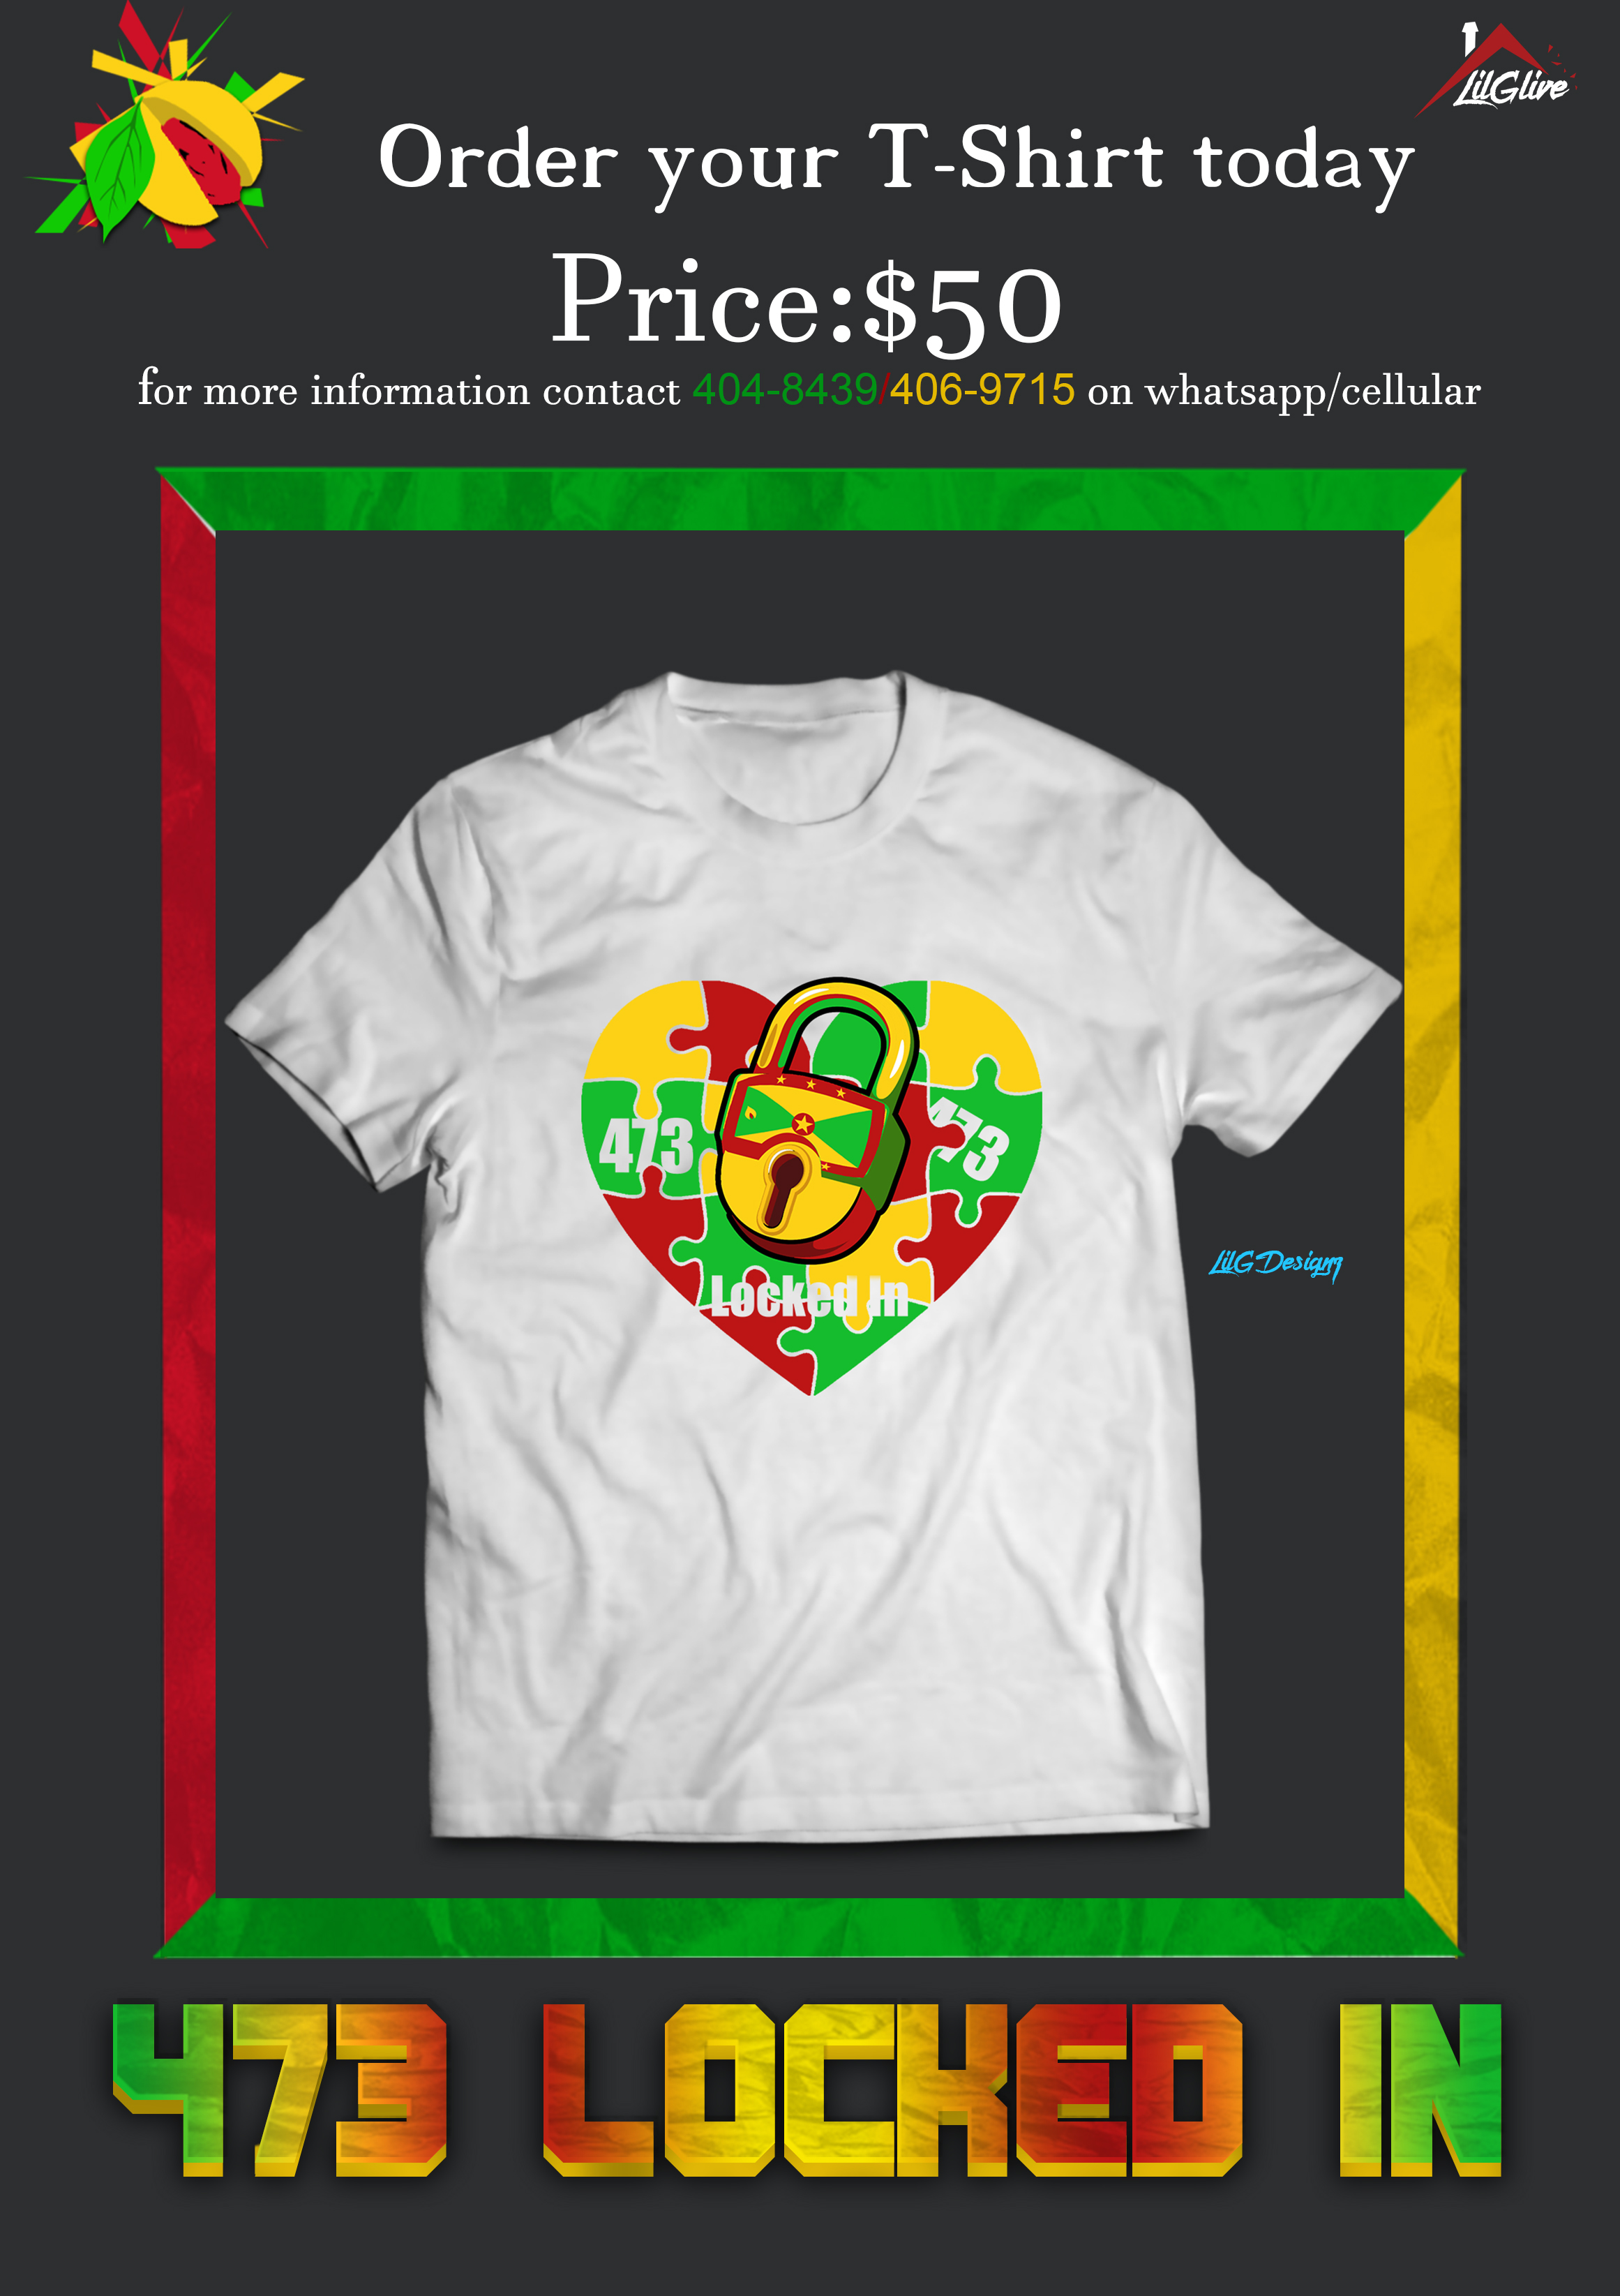 LilGlive
Order your T-Shirt today
Price:$50
for more information contact 404-8439/406-9715 on whatsapp/cellular
473
473
Locked In
LilG Designz
473 LOCKED IN